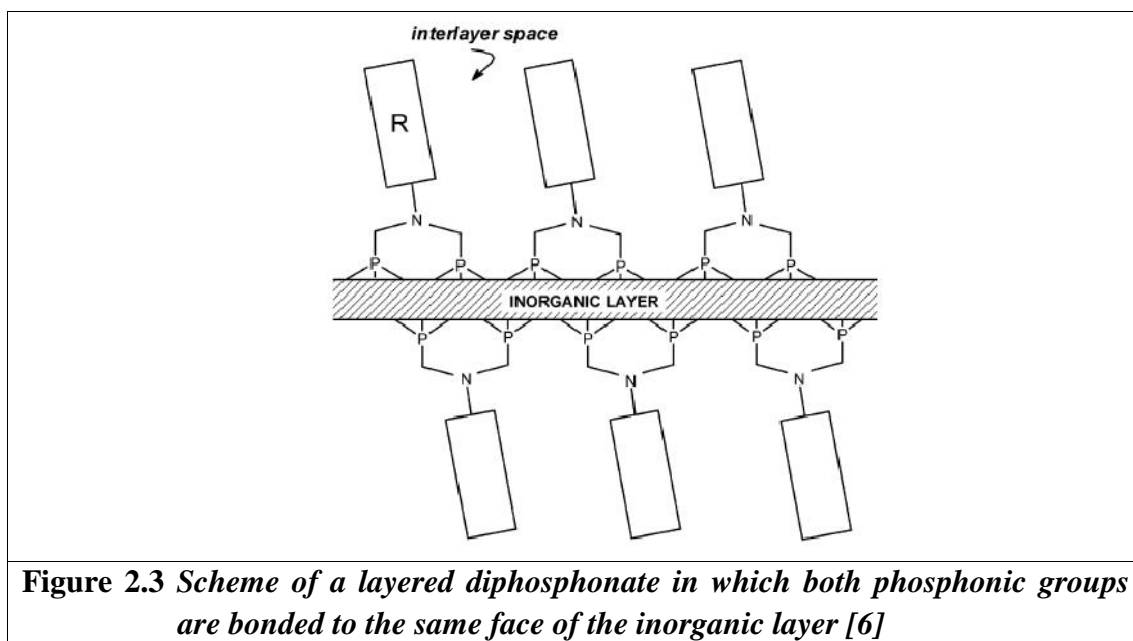 interlayer space
R
N N N
P P P P P P
INORGANIC LAYER
P P P P P P
N N N
Figure 2.3 Scheme of a layered diphosphonate in which both phosphonic groups
are bonded to the same face of the inorganic layer [6]